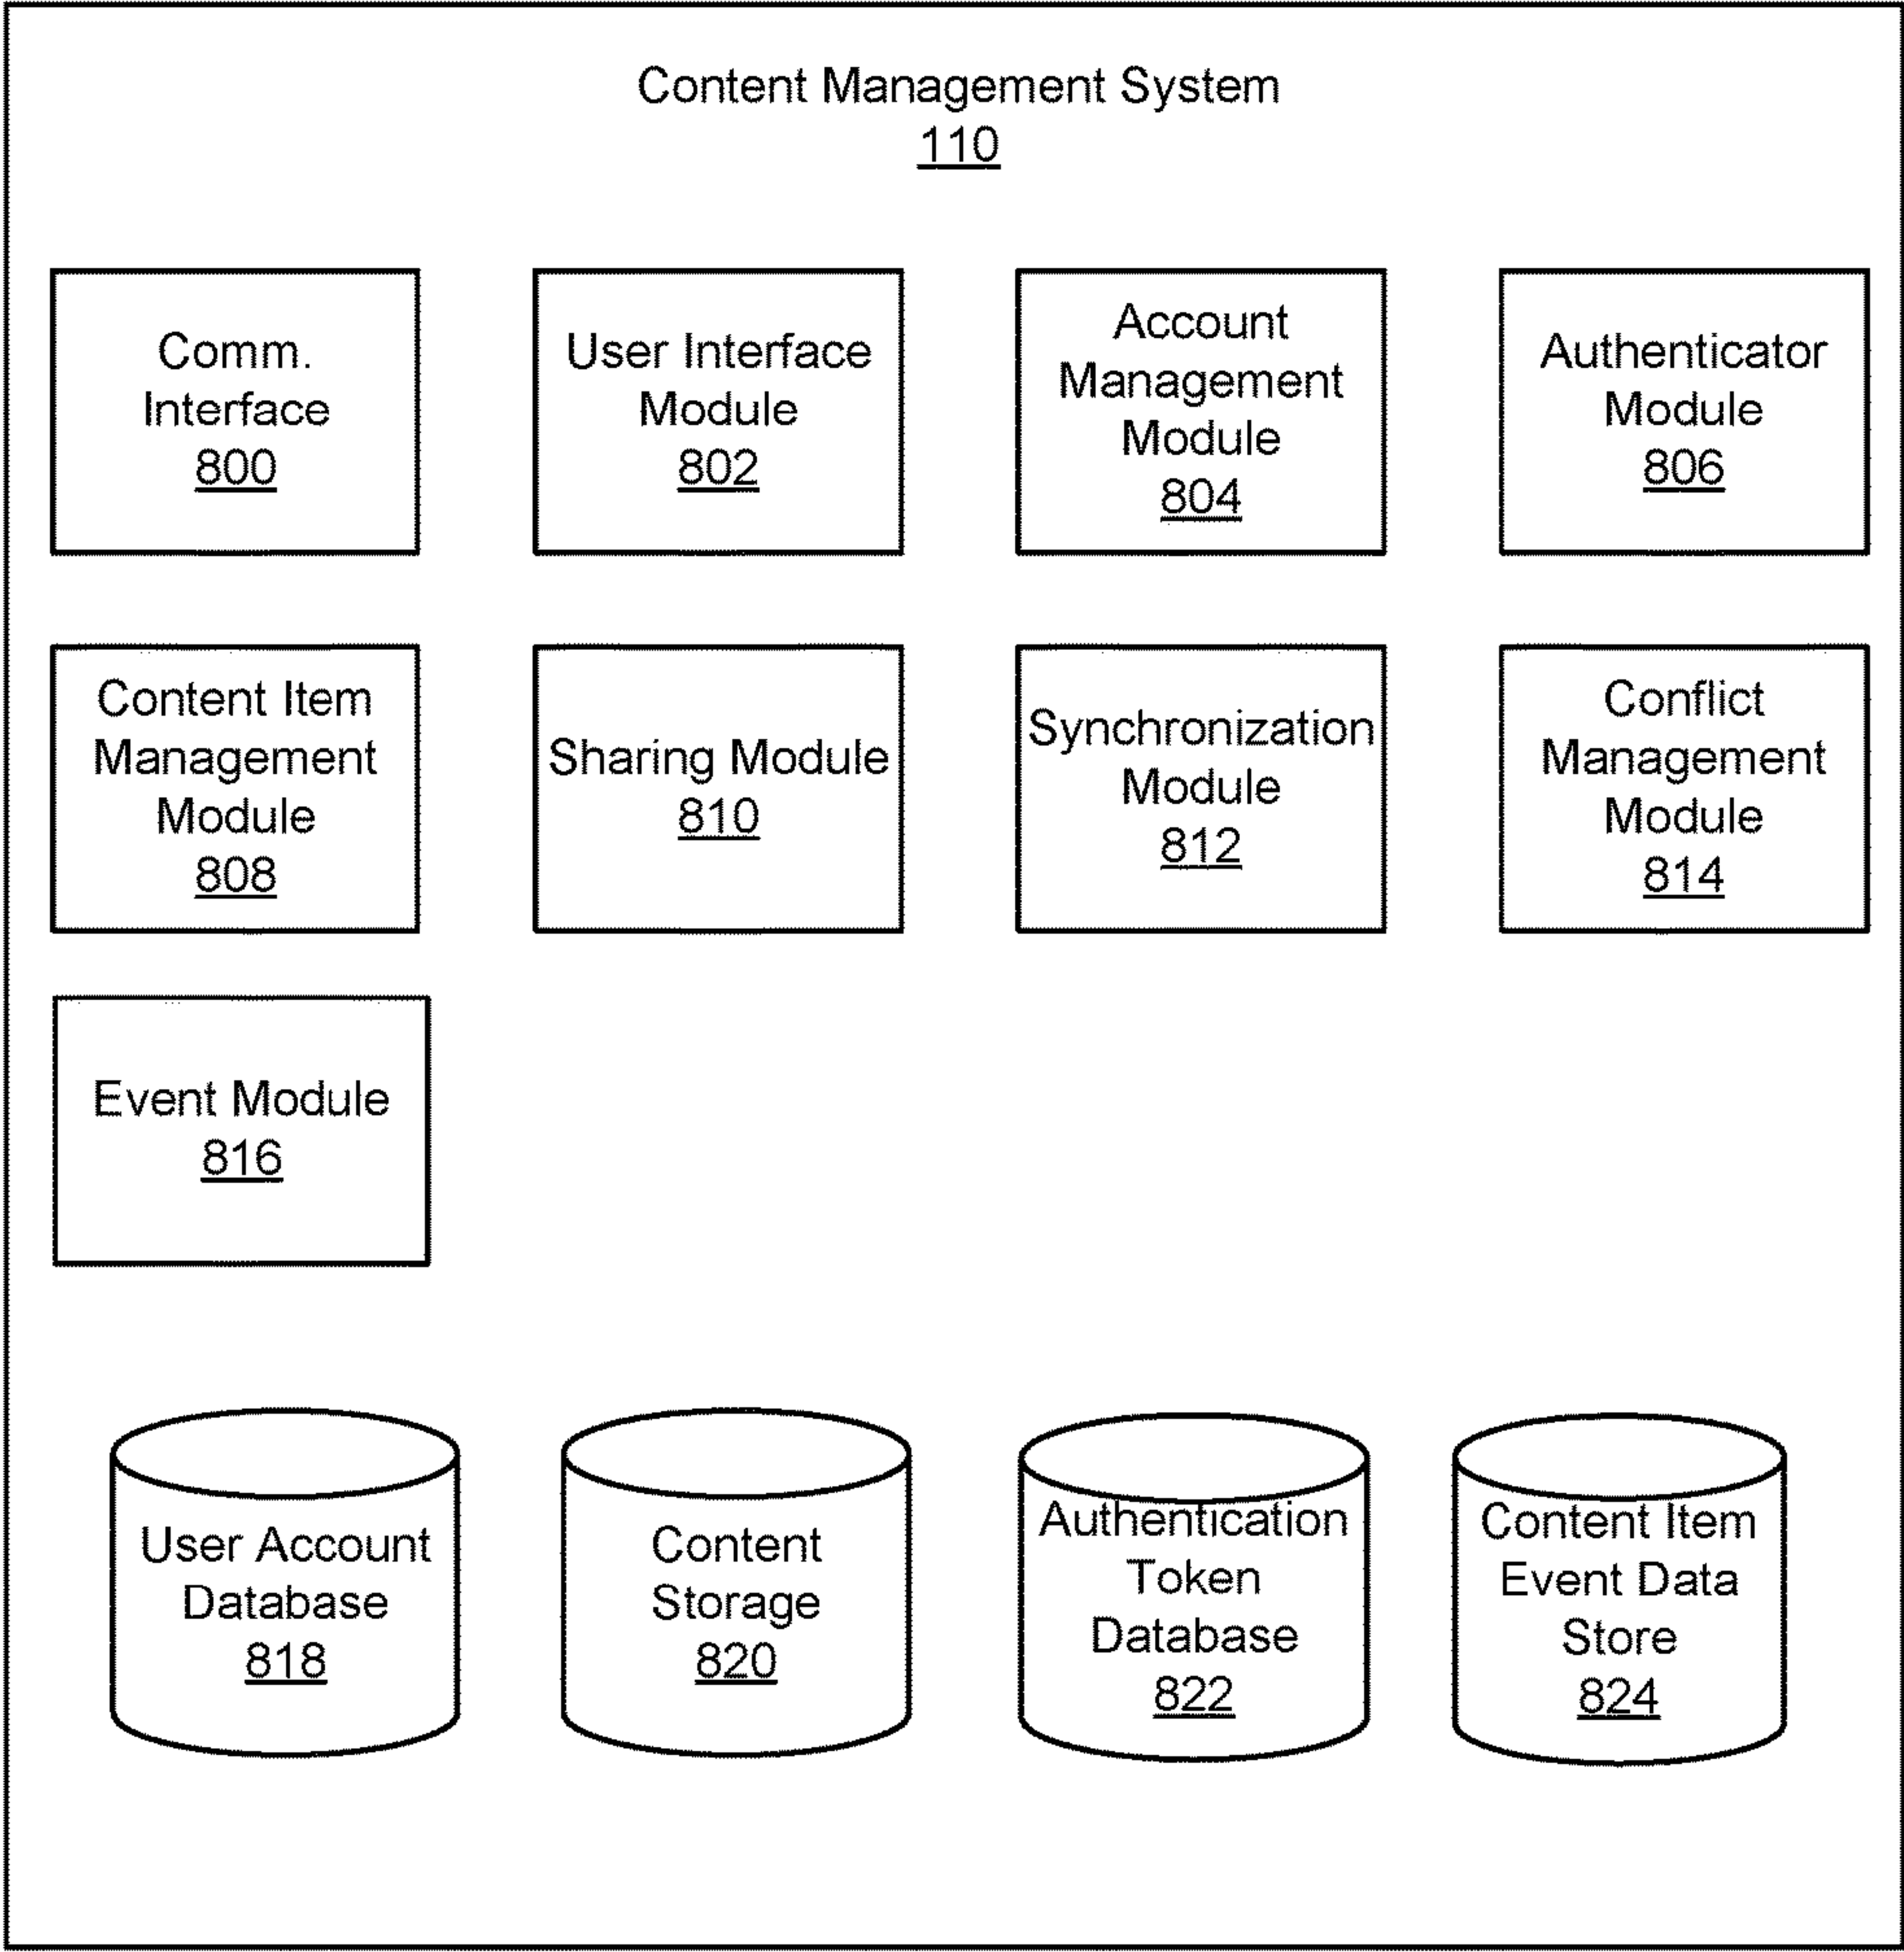 Content Management System
110
Comm.
Interface
800
User Interface
Module
802
Account
Management
Module
804
Authenticator
Module
806
Content Item
Management
Module
808
Sharing Module
810
Synchronization
Module
812
Conflict
Management
Module
814
Event Module
816
User Account
Database
818
Content
Storage
820
Authentication
Token
Database
822
Content Item
Event Data
Store
824